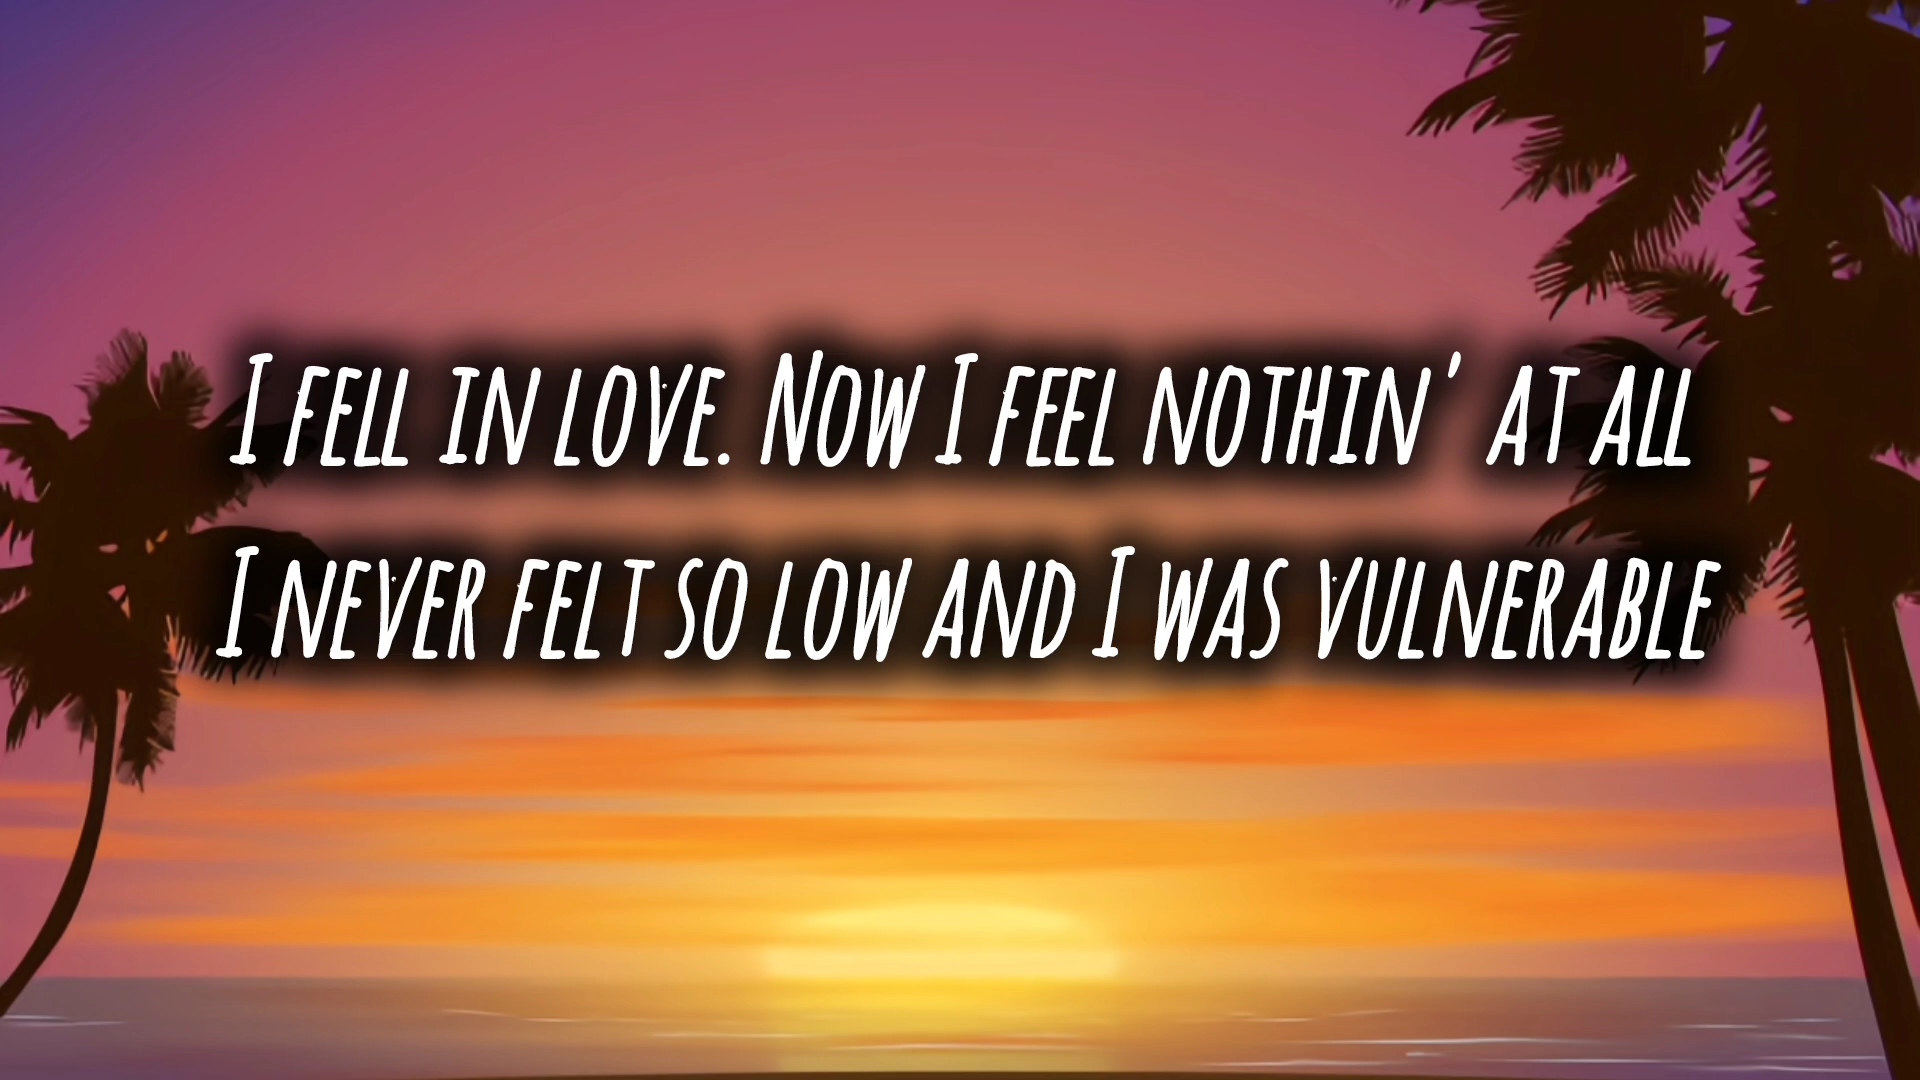 I fell in love. Now I feel nothin' at all
I never felt so low and I was vulnerable